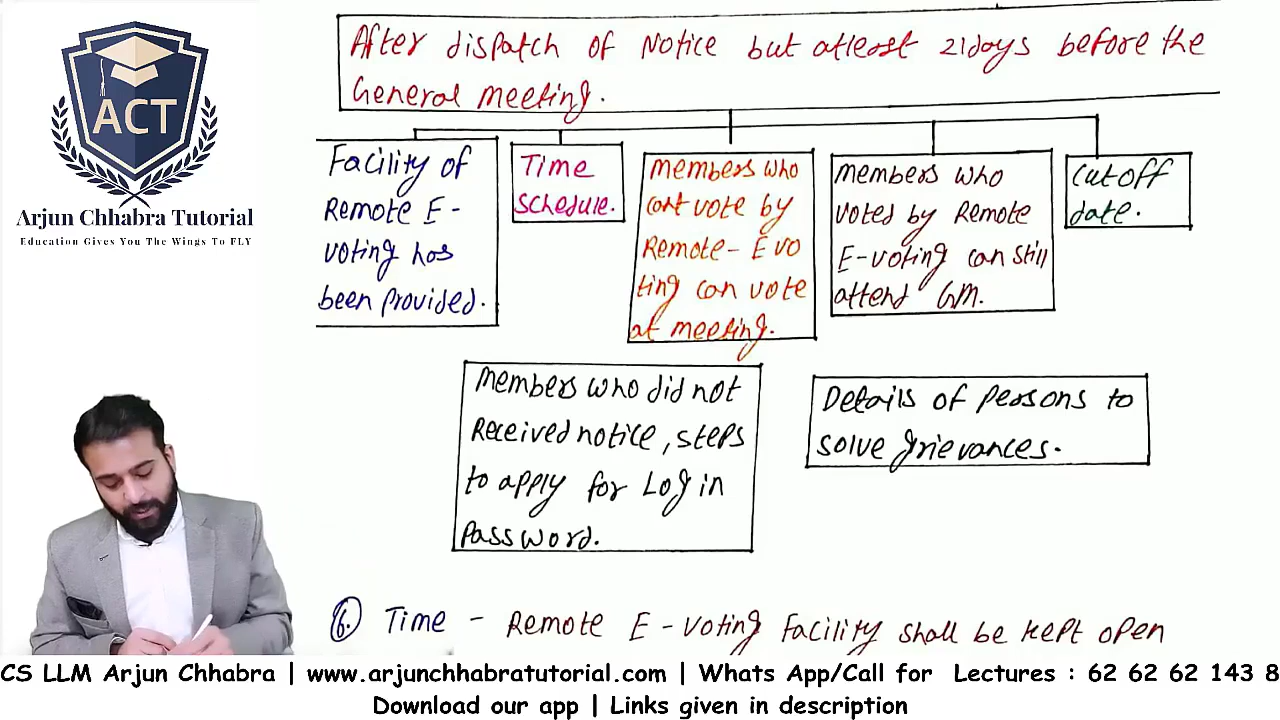 ACT
Arjun Chhabra Tutorial
Education Gives You The Wings To FLY
After dispatch of Notice but atleast 21 days before the
General meeting.
Facility of
Remote E-
voting has
been provided.
Time
schedule.
members who
cant vote by
Remote-Evo
ting can vote
at meeting.
members who
voted by Remote
E-voting can still
attend GM.
cutoff
date.
Members who did not
Received notice, steps
to apply for Log in
password.
Details of persons to
solve grievances.
6. Time - Remote E-voting facility shall be kept open
CS LLM Arjun Chhabra | www.arjunchhabratutorial.com | Whats App/Call for Lectures : 62 62 62 143 8
Download our app | Links given in description